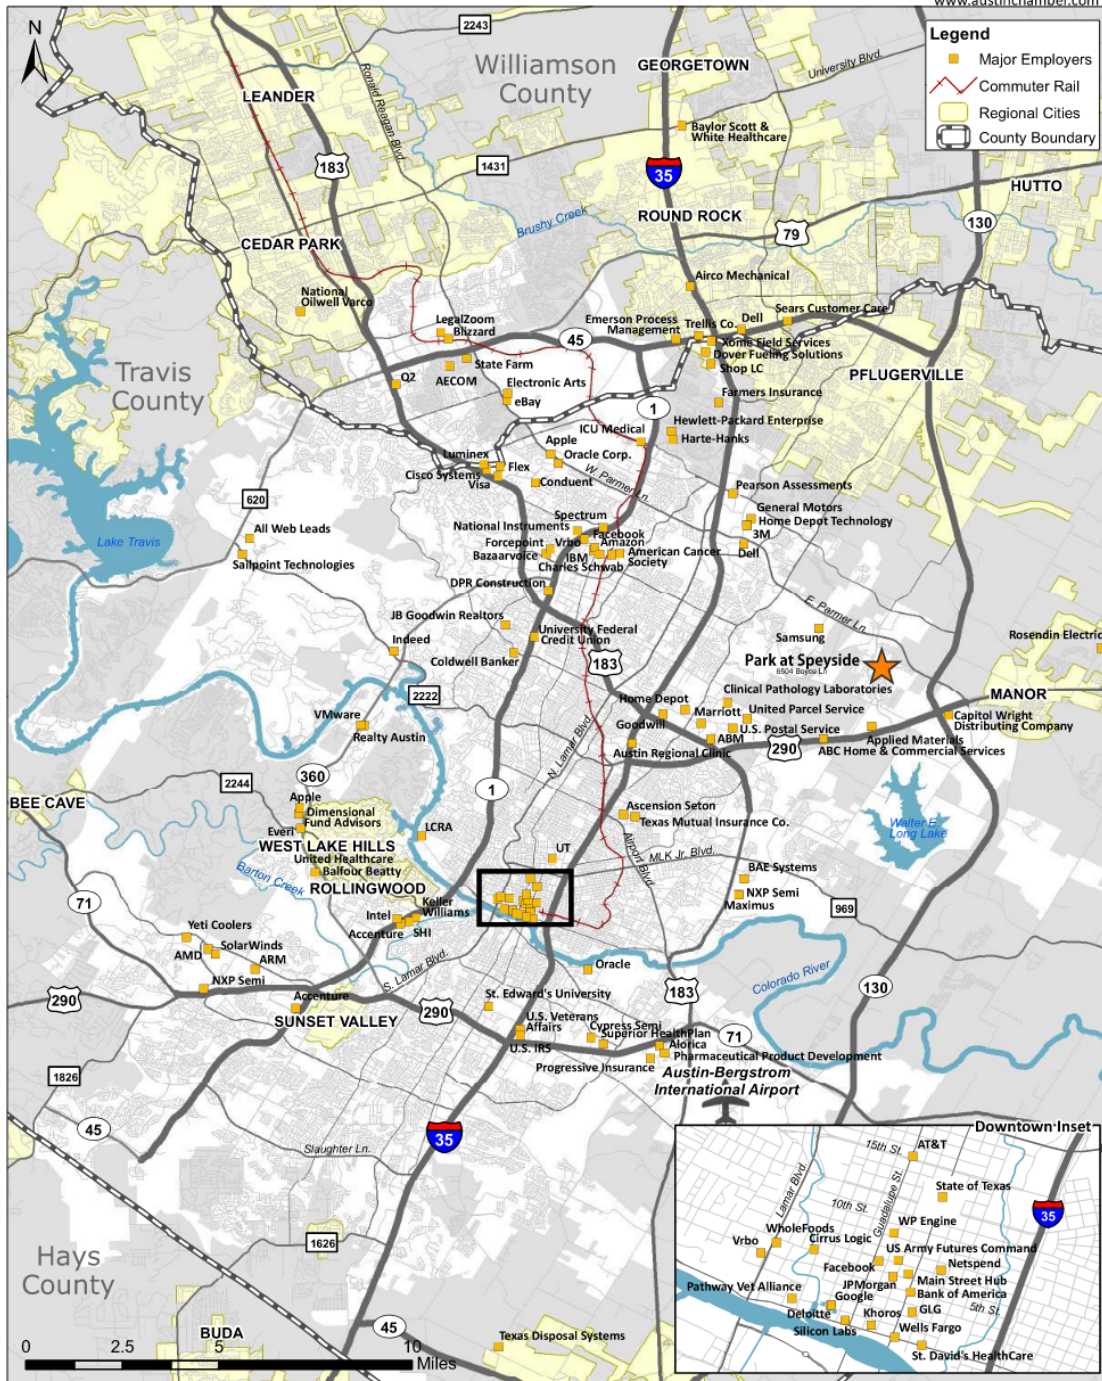 www.austinchamber.com
N
Legend
Major Employers
Commuter Rail
Regional Cities
County Boundary
2243
Williamson
County
GEORGETOWN
University Blvd.
LEANDER
Ronald Reagan Blvd.
Baylor Scott &
White Healthcare
183
1431
35
HUTTO
ROUND ROCK
130
Brushy Creek
79
CEDAR PARK
Airco Mechanical
National
Oilwell Varco
Sears Customer Care
Emerson Process
Management
Trellis Co.
Dell
LegalZoom
Blizzard
45
Xome Field Services
Dover Fueling Solutions
Shop LC
State Farm
AECOM
Travis
County
Q2
PFLUGERVILLE
Electronic Arts
eBay
Farmers Insurance
1
Hewlett-Packard Enterprise
Harte-Hanks
ICU Medical
Apple
Oracle Corp.
Luminex
Flex
Cisco Systems
Visa
Conduent
W. Parmer Ln.
Pearson Assessments
620
General Motors
Home Depot Technology
3M
Dell
Spectrum
National Instruments
Facebook
Forcepoint
Vrbo
Amazon
Bazaarvoice
IBM
American Cancer
Society
Charles Schwab
All Web Leads
Lake Travis
Sailpoint Technologies
DPR Construction
E. Parmer Ln.
JB Goodwin Realtors
University Federal
Credit Union
Samsung
Rosendin Electric
Indeed
Coldwell Banker
183
Park at Speyside
6504 Boyce Ln
2222
Clinical Pathology Laboratories
MANOR
Home Depot
Marriott
United Parcel Service
Goodwill
U.S. Postal Service
ABM
Capitol Wright
Distributing Company
VMware
Realty Austin
N. Lamar Blvd.
Austin Regional Clinic
290
Applied Materials
ABC Home & Commercial Services
2244
360
1
BEE CAVE
Apple
Dimensional
Fund Advisors
Everi
LCRA
Ascension Seton
Texas Mutual Insurance Co.
Walter E.
Long Lake
WEST LAKE HILLS
Airport Blvd.
UT
MLK Jr. Blvd.
United Healthcare
Balfour Beatty
Barton Creek
ROLLINGWOOD
BAE Systems
NXP Semi
Maximus
71
Keller
Williams
Intel
Accenture
SHI
969
Yeti Coolers
SolarWinds
AMD
ARM
NXP Semi
S. Lamar Blvd.
Oracle
Colorado River
290
Accenture
St. Edward's University
183
130
SUNSET VALLEY
290
U.S. Veterans
Affairs
U.S. IRS
Cypress Semi
Superior HealthPlan
Alorica
71
Pharmaceutical Product Development
Progressive Insurance
Austin-Bergstrom
International Airport
1826
45
35
Slaughter Ln.
Downtown Inset
15th St.
AT&T
Lamar Blvd.
Guadalupe St.
State of Texas
10th St.
35
WP Engine
WholeFoods
Vrbo
Cirrus Logic
US Army Futures Command
Facebook
Netspend
JPMorgan
Main Street Hub
Pathway Vet Alliance
Google
Bank of America
Deloitte
Khoros
GLG
5th St.
Silicon Labs
Wells Fargo
St. David's HealthCare
1626
Hays
County
BUDA
45
Texas Disposal Systems
0 2.5 5 10
Miles